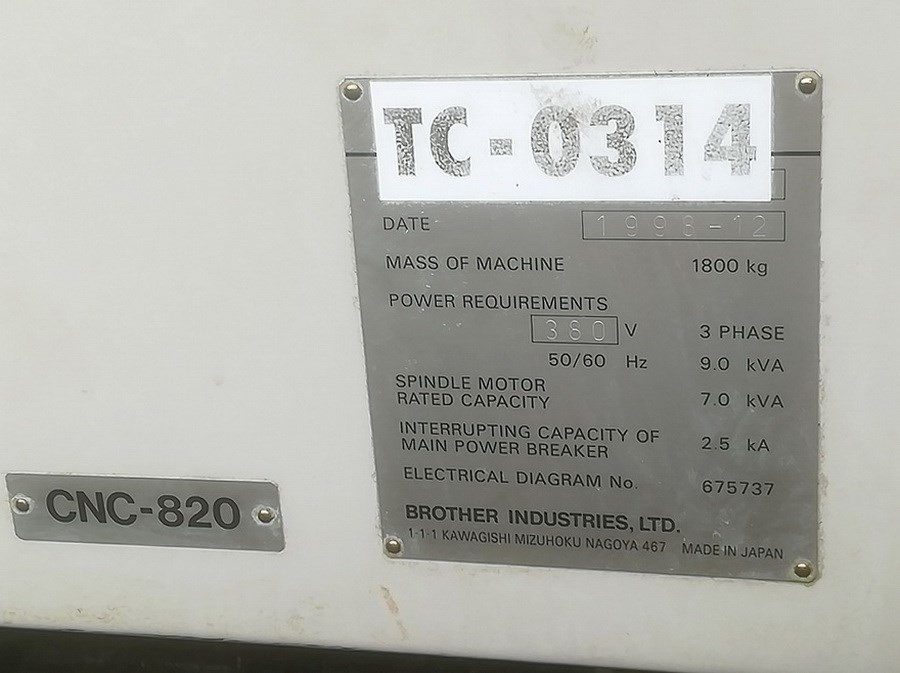 TC-0314
DATE 1998-12
MASS OF MACHINE 1800 kg
POWER REQUIREMENTS
380 V 3 PHASE
50/60 Hz 9.0 kVA
SPINDLE MOTOR
RATED CAPACITY 7.0 kVA
INTERRUPTING CAPACITY OF
MAIN POWER BREAKER 2.5 kA
ELECTRICAL DIAGRAM No. 675737
BROTHER INDUSTRIES, LTD.
1-1-1 KAWAGISHI MIZUHOKU NAGOYA 467 MADE IN JAPAN
CNC-820